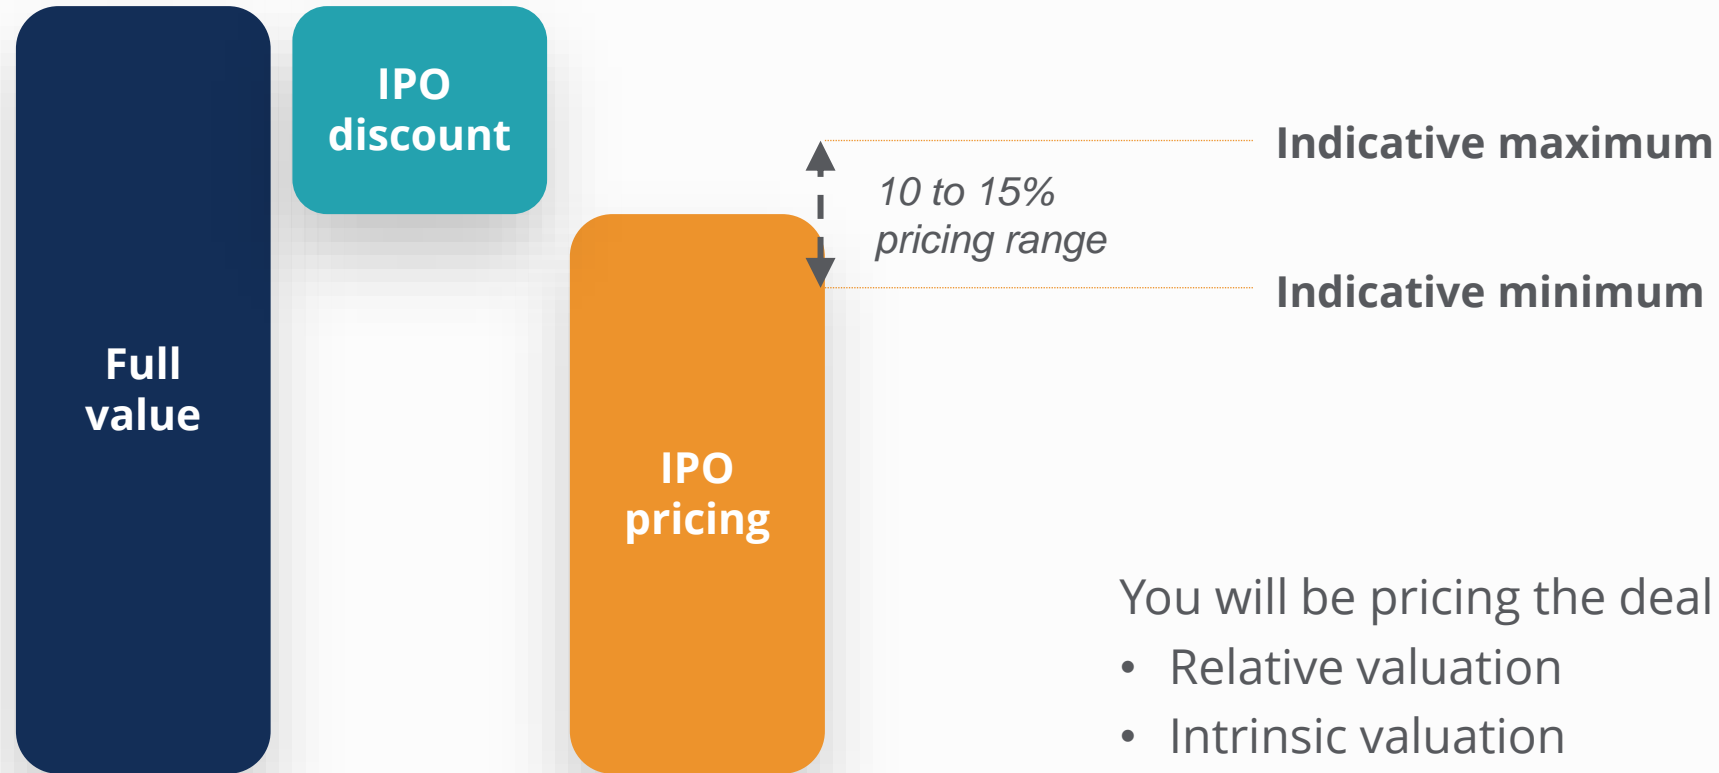 IPO
discount
Indicative maximum
10 to 15%
pricing range
Indicative minimum
Full
value
IPO
pricing
You will be pricing the deal
• Relative valuation
• Intrinsic valuation